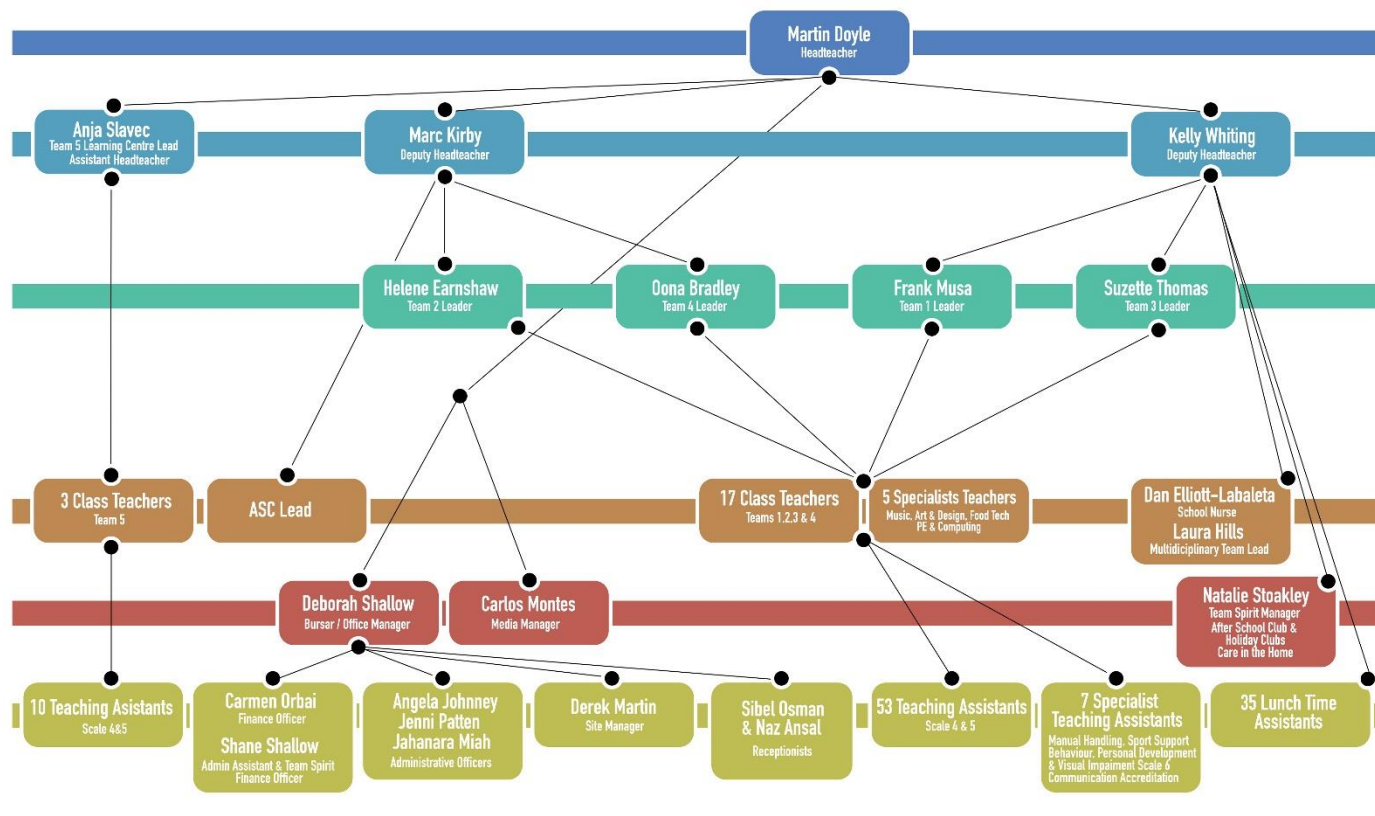 Martin Doyle
Headteacher
Anja Slavec
Team 5 Learning Centre Lead
Assistant Headteacher
Marc Kirby
Deputy Headteacher
Kelly Whiting
Deputy Headteacher
Helene Earnshaw
Team 2 Leader
Oona Bradley
Team 4 Leader
Frank Musa
Team 1 Leader
Suzette Thomas
Team 3 Leader
3 Class Teachers
Team 5
ASC Lead
17 Class Teachers
Teams 1,2,3 & 4
5 Specialists Teachers
Music, Art & Design, Food Tech
PE & Computing
Dan Elliott-Labaleta
School Nurse
Laura Hills
Multidiciplinary Team Lead
Deborah Shallow
Bursar / Office Manager
Carlos Montes
Media Manager
Natalie Stoakley
Team Spirit Manager
After School Club &
Holiday Clubs
Care in the Home
10 Teaching Asistants
Scale 4&5
Carmen Orbai
Finance Officer
Shane Shallow
Admin Assistant & Team Spirit
Finance Officer
Angela Johnney
Jenni Patten
Jahanara Miah
Administrative Officers
Derek Martin
Site Manager
Sibel Osman
& Naz Ansal
Receptionists
53 Teaching Assistants
Scale 4 & 5
7 Specialist
Teaching Assistants
Manual Handling, Sport Support
Behaviour, Personal Development
& Visual Impaiment Scale 6
Communication Accreditation
35 Lunch Time
Assistants